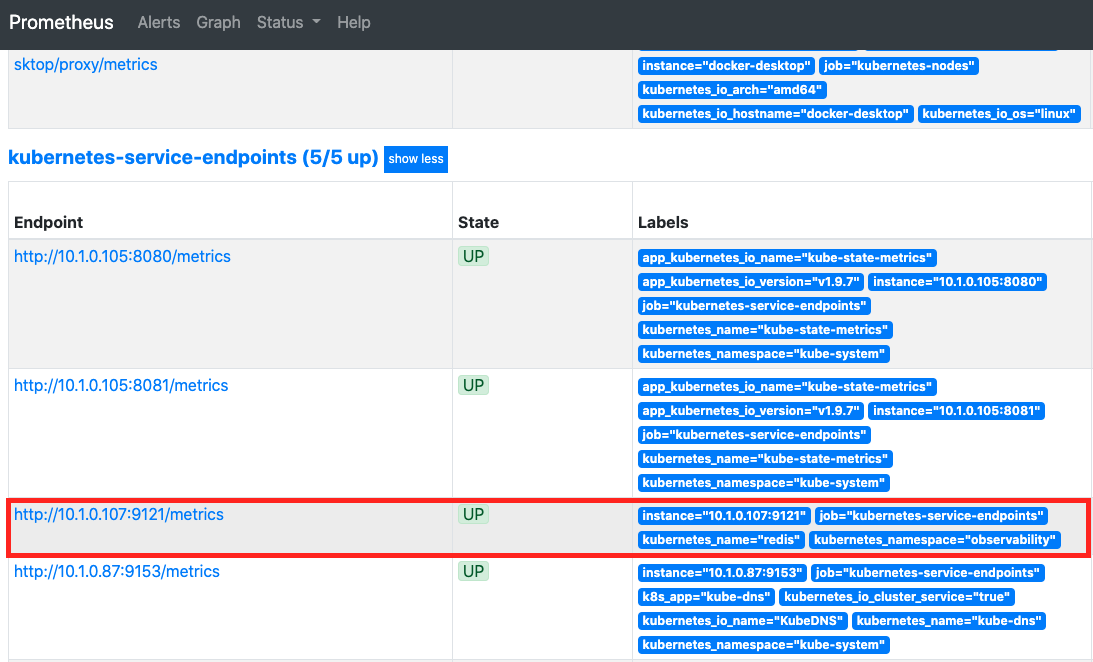 Prometheus Alerts Graph Status Help
sktop/proxy/metrics
instance="docker-desktop" job="kubernetes-nodes"
kubernetes_io_arch="amd64"
kubernetes_io_hostname="docker-desktop" kubernetes_io_os="linux"
kubernetes-service-endpoints (5/5 up) show less
Endpoint State Labels
http://10.1.0.105:8080/metrics UP app_kubernetes_io_name="kube-state-metrics"
app_kubernetes_io_version="v1.9.7" instance="10.1.0.105:8080"
job="kubernetes-service-endpoints"
kubernetes_name="kube-state-metrics"
kubernetes_namespace="kube-system"
http://10.1.0.105:8081/metrics UP app_kubernetes_io_name="kube-state-metrics"
app_kubernetes_io_version="v1.9.7" instance="10.1.0.105:8081"
job="kubernetes-service-endpoints"
kubernetes_name="kube-state-metrics"
kubernetes_namespace="kube-system"
http://10.1.0.107:9121/metrics UP instance="10.1.0.107:9121" job="kubernetes-service-endpoints"
kubernetes_name="redis" kubernetes_namespace="observability"
http://10.1.0.87:9153/metrics UP instance="10.1.0.87:9153" job="kubernetes-service-endpoints"
k8s_app="kube-dns" kubernetes_io_cluster_service="true"
kubernetes_io_name="KubeDNS" kubernetes_name="kube-dns"
kubernetes_namespace="kube-system"